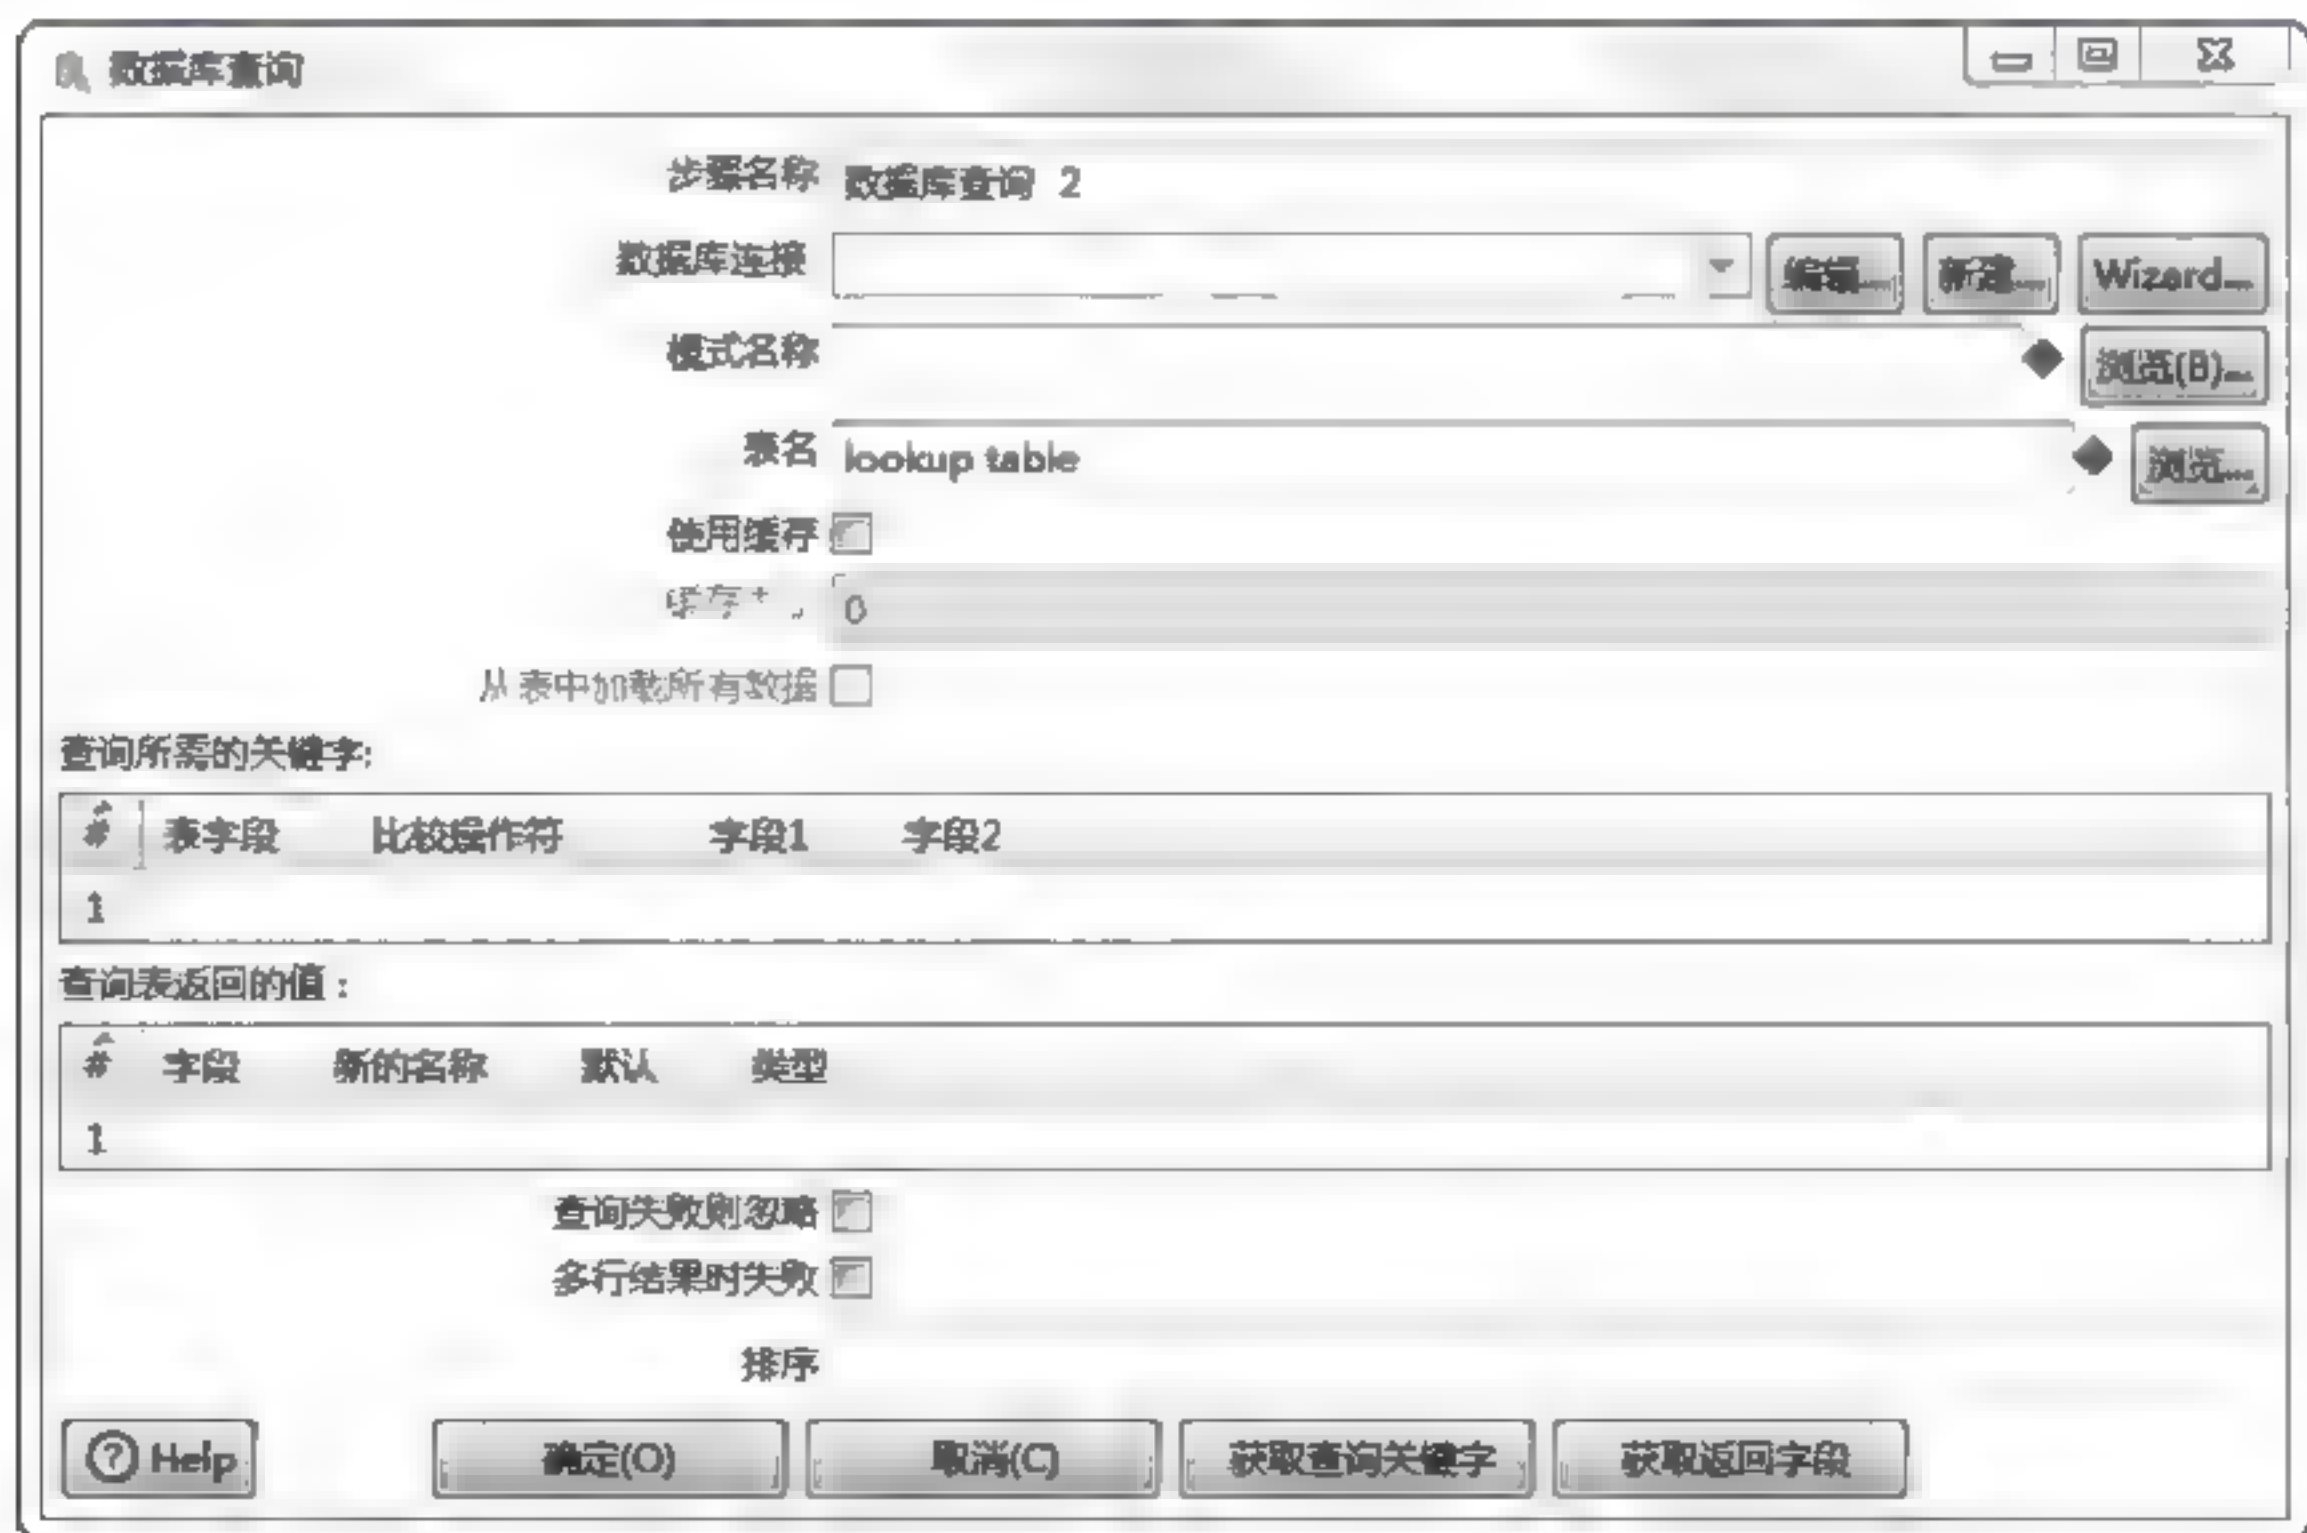 数据库查询
步骤名称 数据库查询 2
数据库连接 编辑... 新建... Wizard...
模式名称 浏览(B)...
表名 lookup table 浏览...
使用缓存
缓存 0
从表中加载所有数据
查询所需的关键字:
# 表字段 比较操作符 字段1 字段2
1
查询表返回的值：
# 字段 新的名称 默认 类型
1
查询失败则忽略
多行结果时失败
排序
Help 确定(O) 取消(C) 获取查询关键字 获取返回字段